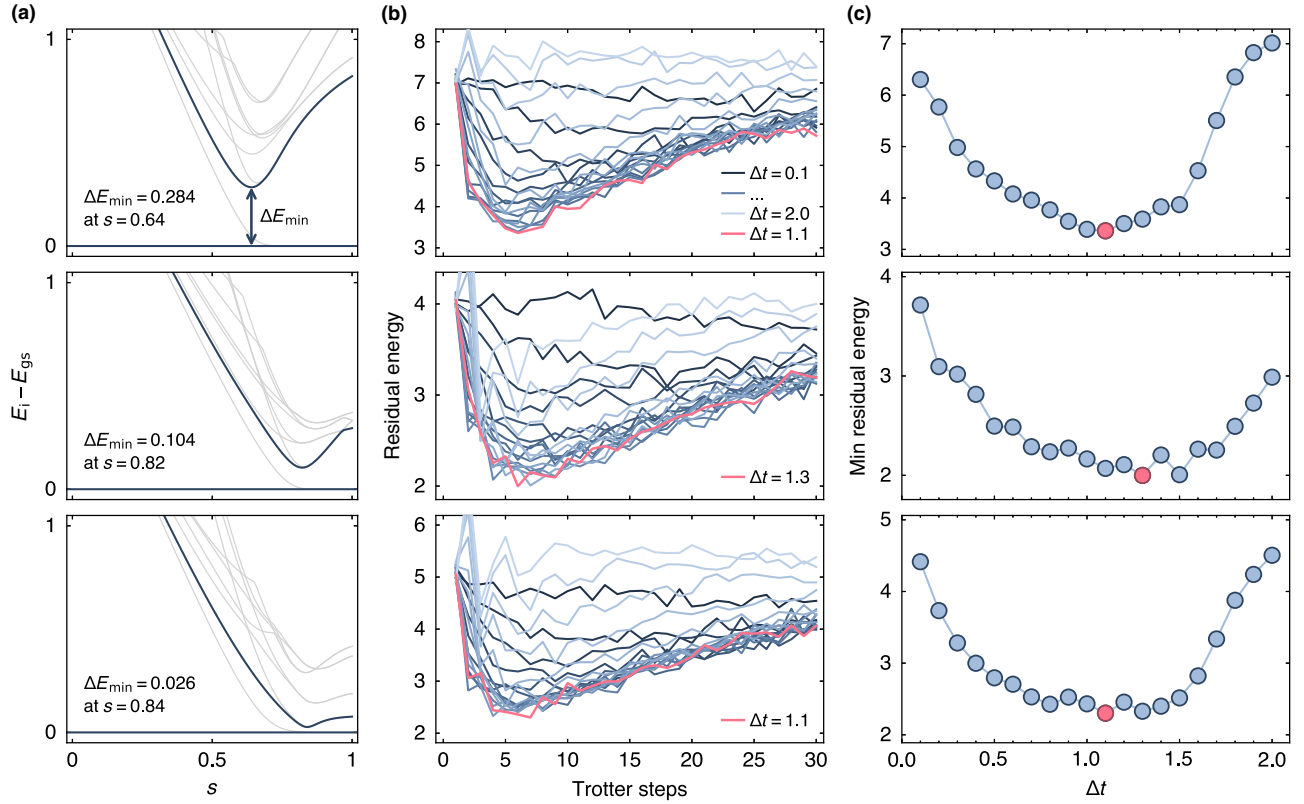 (a)
(b)
(c)
1
0
ΔE_min = 0.284
at s = 0.64
ΔE_min
1
0
ΔE_min = 0.104
at s = 0.82
1
0
ΔE_min = 0.026
at s = 0.84
E_i − E_gs
0
0.5
1
s
8
7
6
5
4
3
Δt = 0.1
...
Δt = 2.0
Δt = 1.1
4
3
2
Δt = 1.3
6
5
4
3
2
Δt = 1.1
Residual energy
0
5
10
15
20
25
30
Trotter steps
7
6
5
4
3
4
3
2
5
4
3
2
Min residual energy
0.0
0.5
1.0
1.5
2.0
Δt